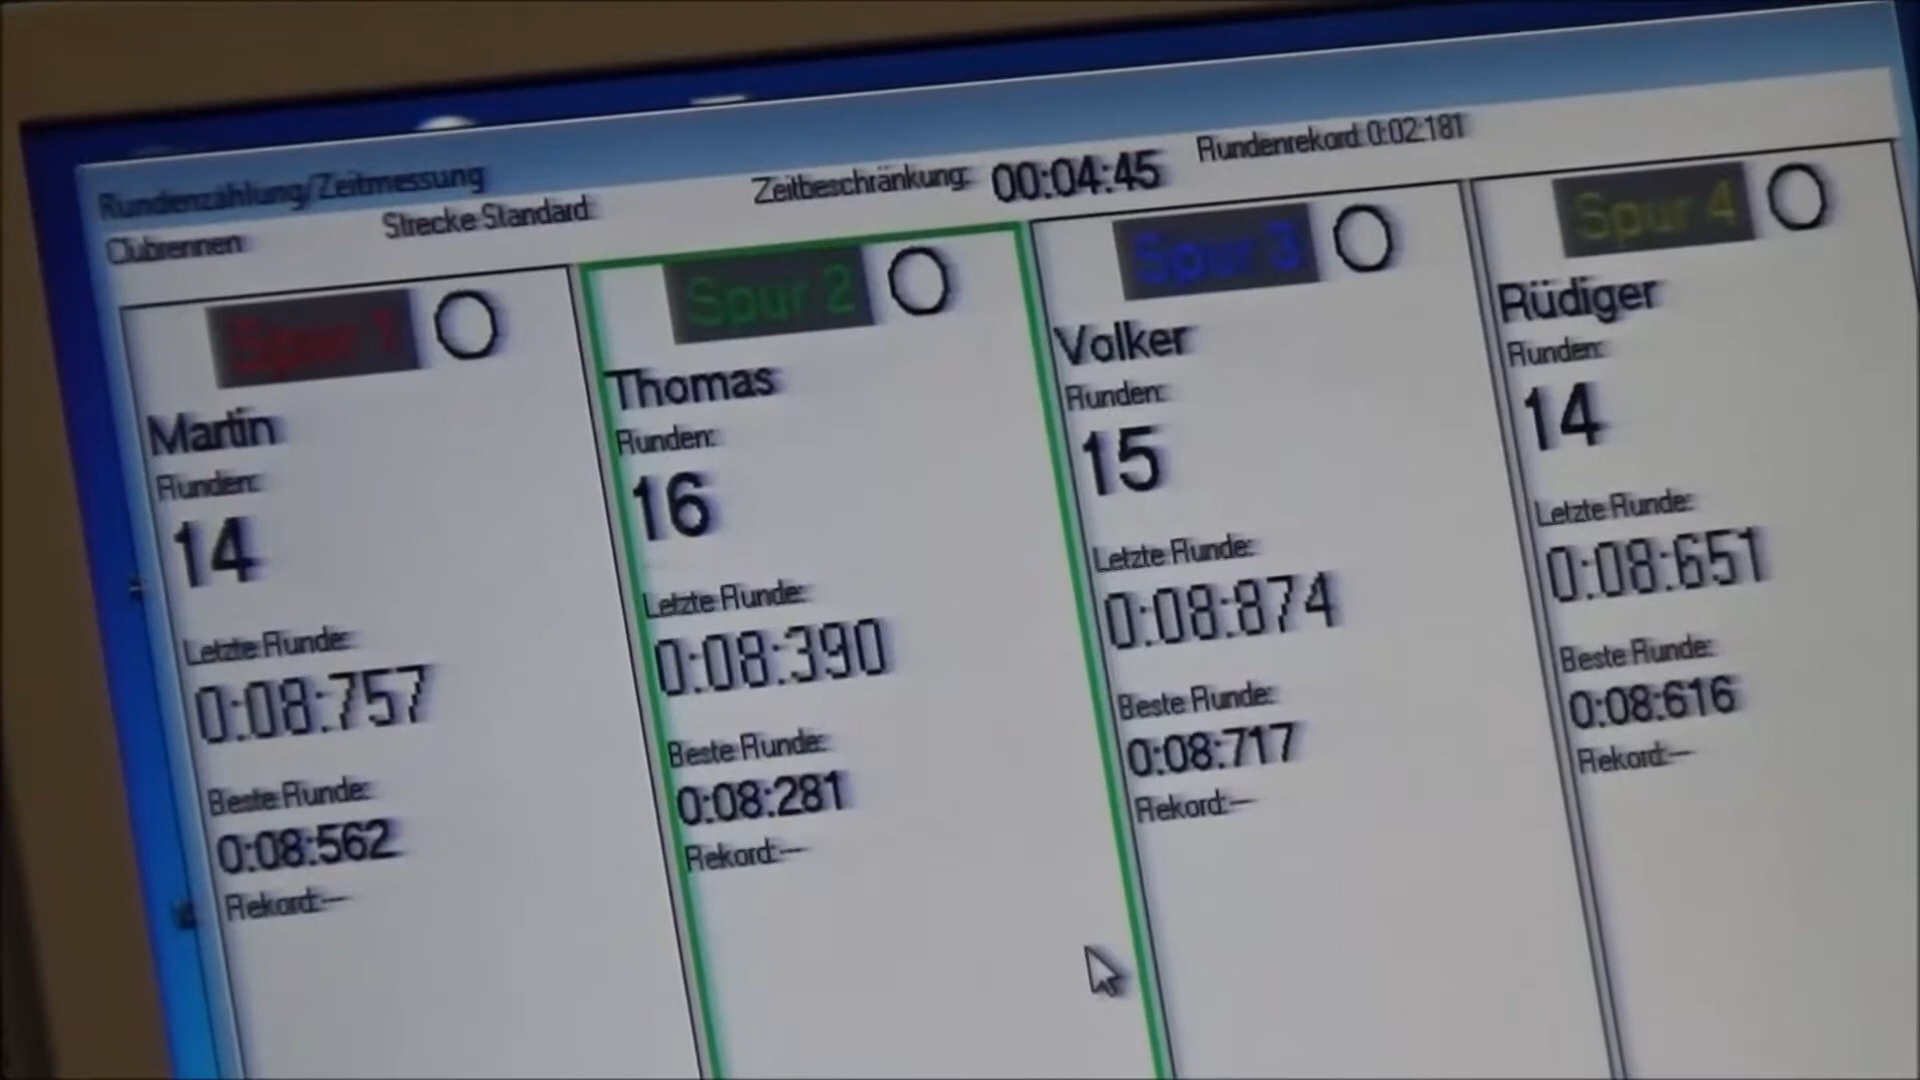 Rundenzählung/Zeitmessung
Clubrennen
Strecke: Standard
Zeitbeschränkung: 00:04:45
Rundenrekord: 0:02:181
Spur 1
Martin
Runden:
14
Letzte Runde:
0:08:757
Beste Runde:
0:08:562
Rekord:---
Spur 2
Thomas
Runden:
16
Letzte Runde:
0:08:390
Beste Runde:
0:08:281
Rekord:---
Spur 3
Volker
Runden:
15
Letzte Runde:
0:08:874
Beste Runde:
0:08:717
Rekord:---
Spur 4
Rüdiger
Runden:
14
Letzte Runde:
0:08:651
Beste Runde:
0:08:616
Rekord:---